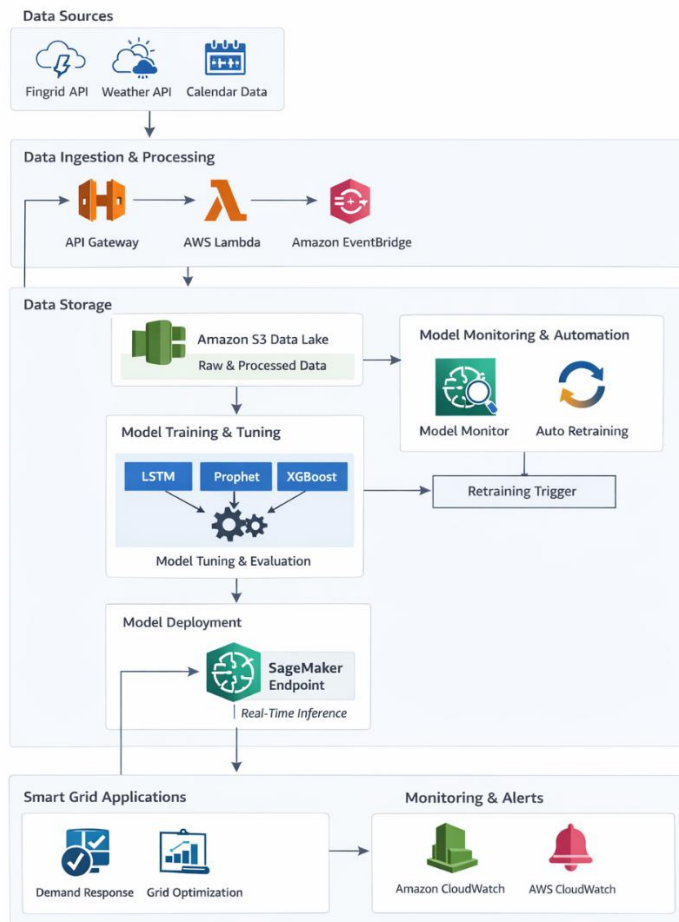 Data Sources
Fingrid API
Weather API
Calendar Data
Data Ingestion & Processing
API Gateway
AWS Lambda
Amazon EventBridge
Data Storage
Amazon S3 Data Lake
Raw & Processed Data
Model Monitoring & Automation
Model Monitor
Auto Retraining
Model Training & Tuning
LSTM
Prophet
XGBoost
Retraining Trigger
Model Tuning & Evaluation
Model Deployment
SageMaker
Endpoint
Real-Time Inference
Smart Grid Applications
Monitoring & Alerts
Demand Response
Grid Optimization
Amazon CloudWatch
AWS CloudWatch